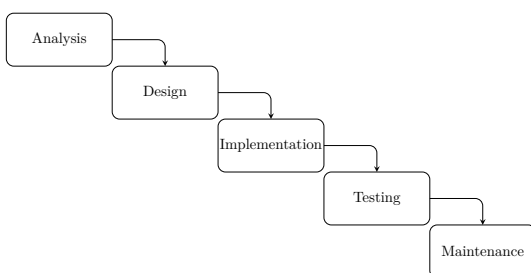 Analysis
Design
Implementation
Testing
Maintenance